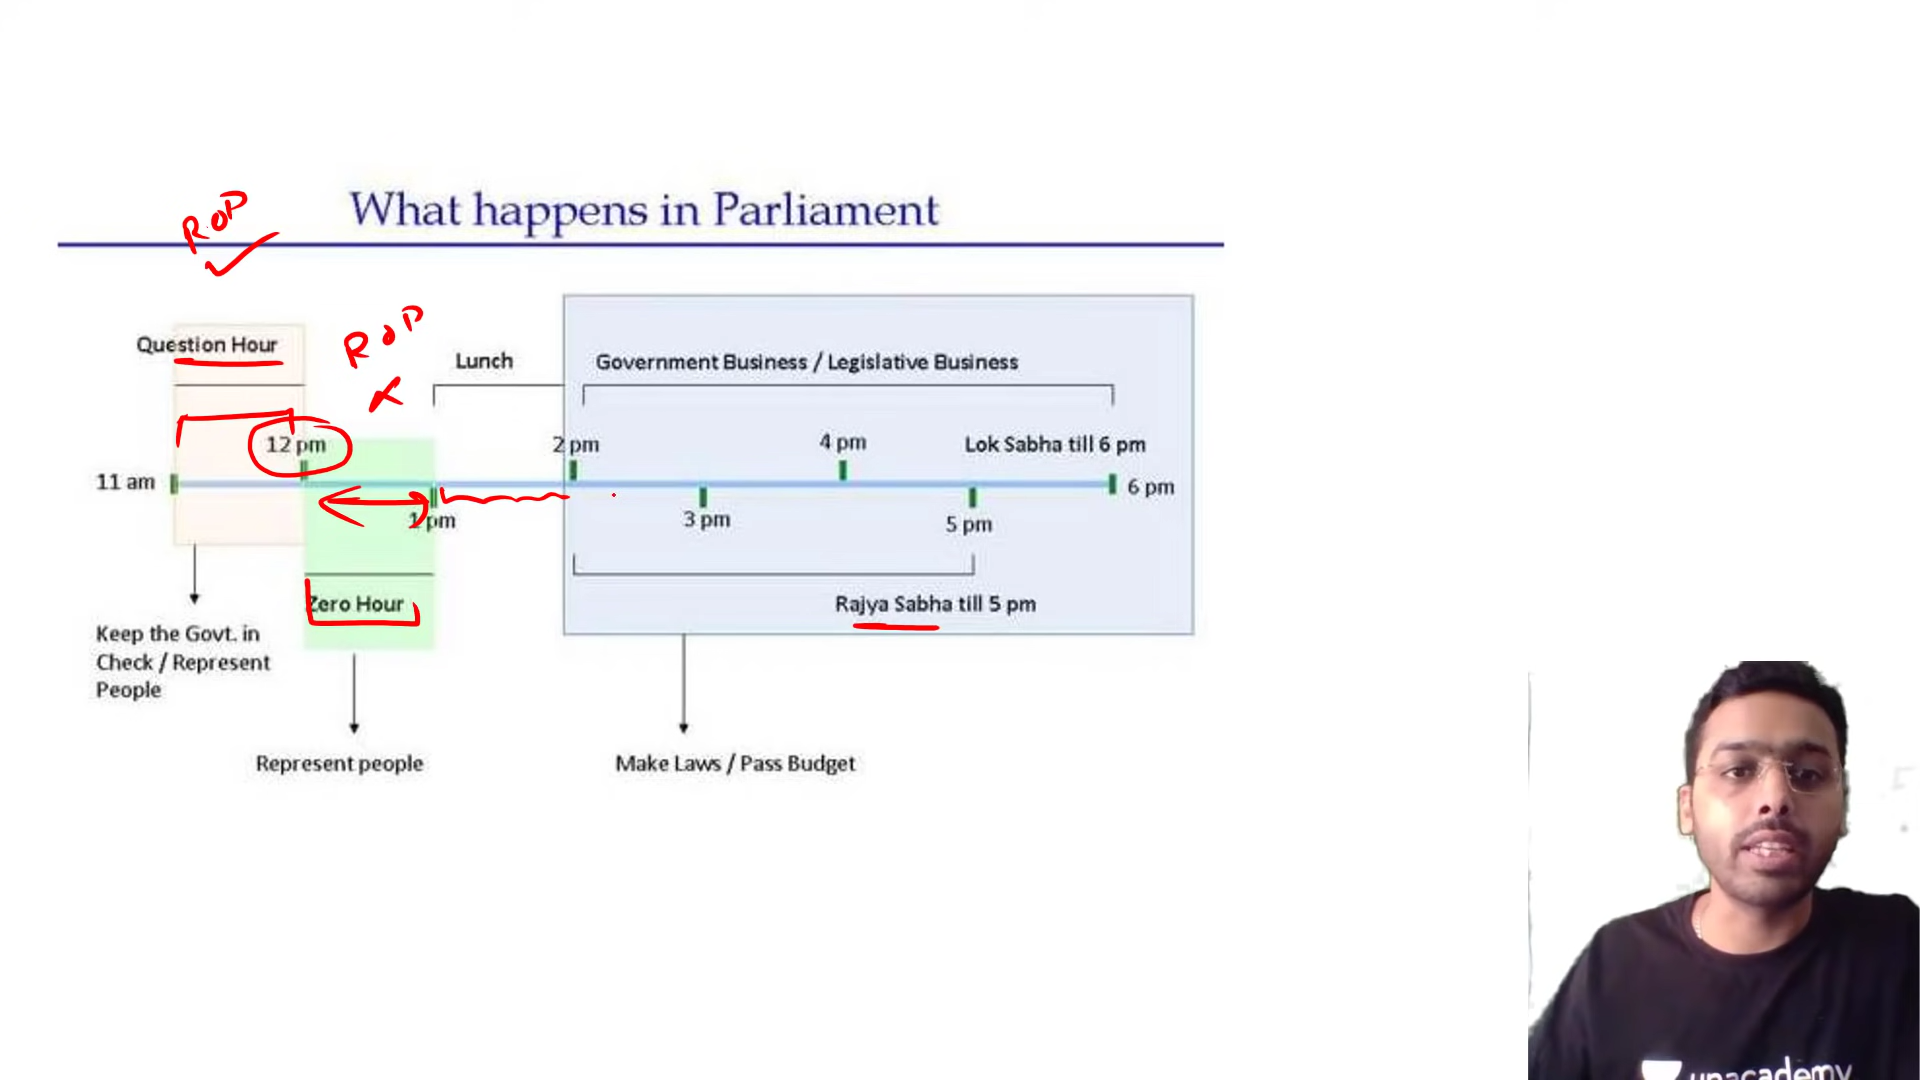 What happens in Parliament
R.O.P
R O P
Question Hour
Lunch
Government Business / Legislative Business
12 pm
2 pm
4 pm
Lok Sabha till 6 pm
11 am
6 pm
1 pm
3 pm
5 pm
Zero Hour
Rajya Sabha till 5 pm
Keep the Govt. in
Check / Represent
People
Represent people
Make Laws / Pass Budget
unacademy